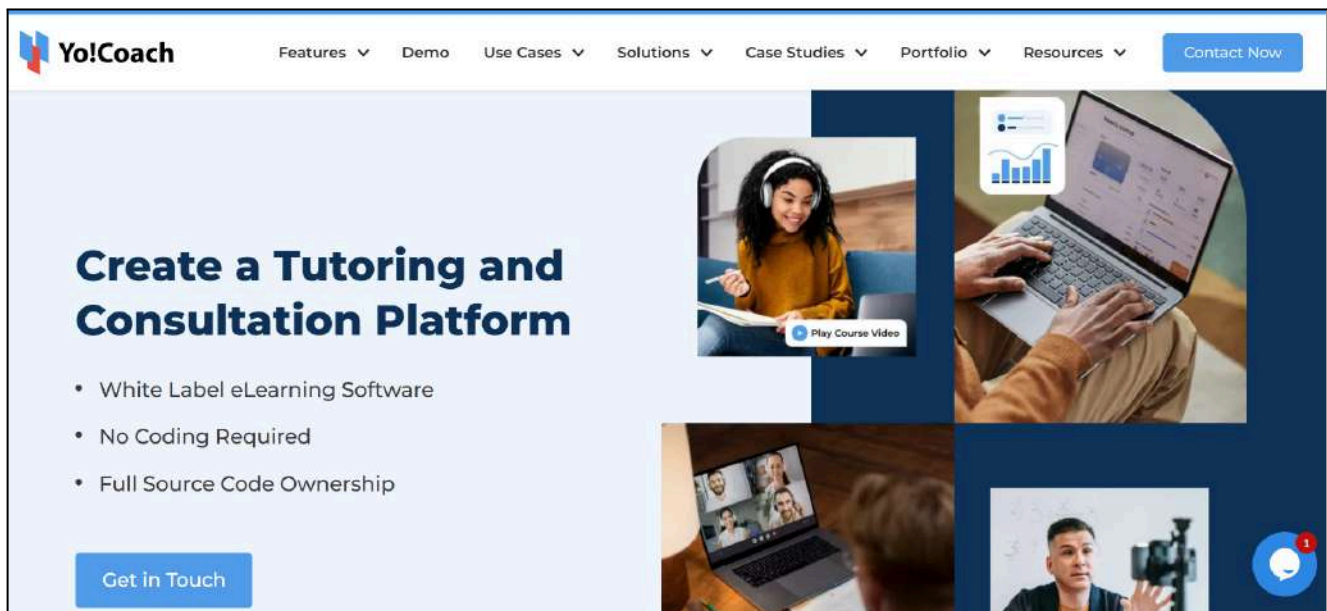 Yo!Coach
Features
Demo
Use Cases
Solutions
Case Studies
Portfolio
Resources
Contact Now
Create a Tutoring and
Consultation Platform
• White Label eLearning Software
• No Coding Required
• Full Source Code Ownership
Get in Touch
Play Course Video
1